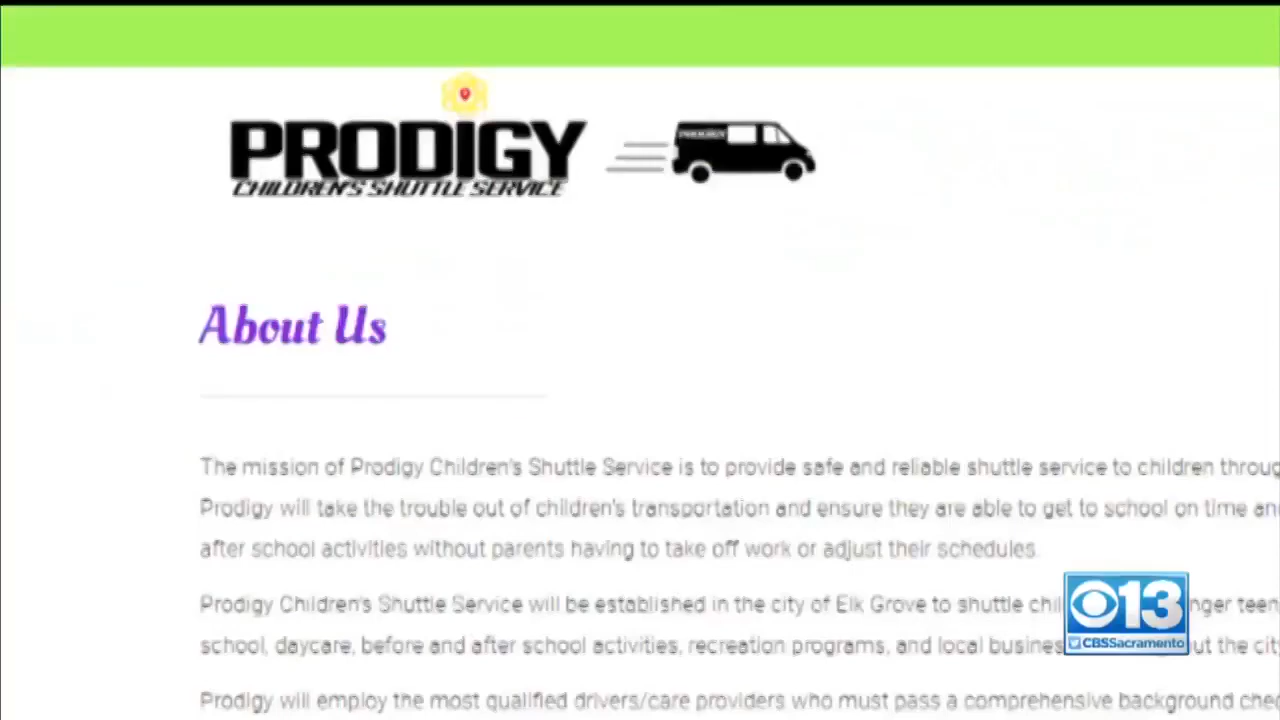 PRODIGY
CHILDREN'S SHUTTLE SERVICE
About Us
The mission of Prodigy Children's Shuttle Service is to provide safe and reliable shuttle service to children throug
Prodigy will take the trouble out of children's transportation and ensure they are able to get to school on time an
after school activities without parents having to take off work or adjust their schedules.
Prodigy Children's Shuttle Service will be established in the city of Elk Grove to shuttle chil nger teen
school, daycare, before and after school activities, recreation programs, and local busines ut the city
Prodigy will employ the most qualified drivers/care providers who must pass a comprehensive background chec
13
CBSSacramento